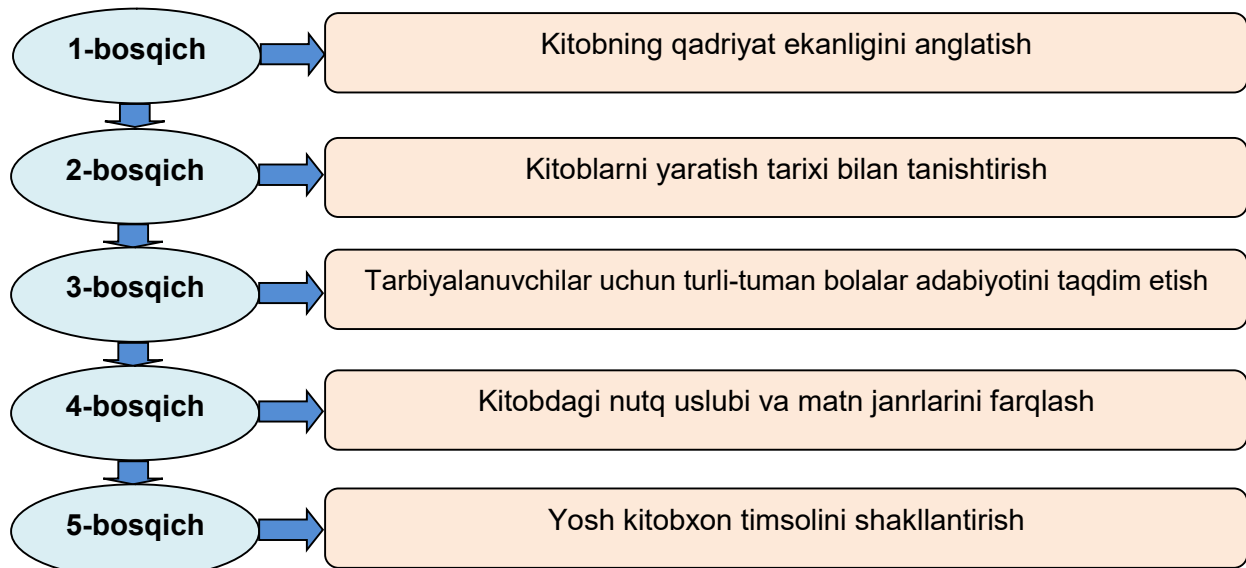 1-bosqich
Kitobning qadriyat ekanligini anglatish
2-bosqich
Kitoblarni yaratish tarixi bilan tanishtirish
3-bosqich
Tarbiyalanuvchilar uchun turli-tuman bolalar adabiyotini taqdim etish
4-bosqich
Kitobdagi nutq uslubi va matn janrlarini farqlash
5-bosqich
Yosh kitobxon timsolini shakllantirish